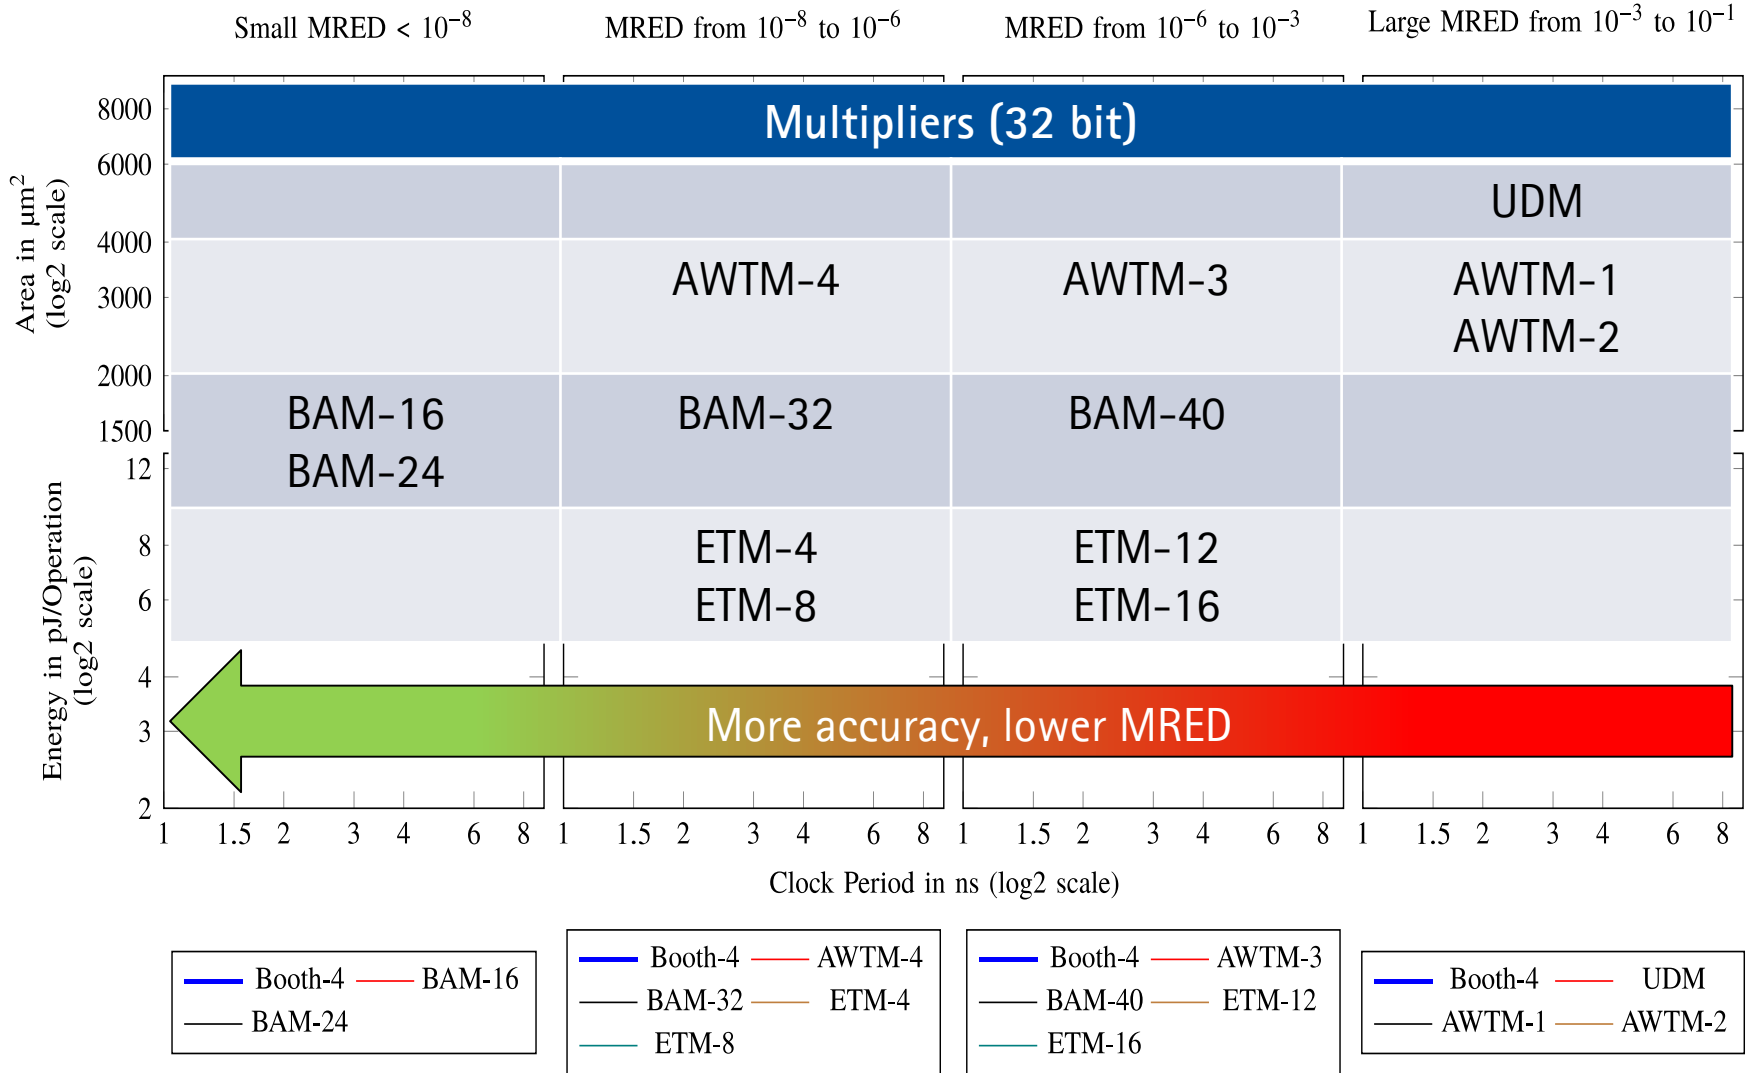 Small MRED < 10⁻⁸ MRED from 10⁻⁸ to 10⁻⁶ MRED from 10⁻⁶ to 10⁻³ Large MRED from 10⁻³ to 10⁻¹
Area in µm²
(log2 scale)
8000
6000
4000
3000
2000
1500
Multipliers (32 bit)
UDM
AWTM-4 AWTM-3 AWTM-1
AWTM-2
BAM-16 BAM-32 BAM-40
BAM-24
ETM-4 ETM-12
ETM-8 ETM-16
Energy in pJ/Operation
(log2 scale)
12
8
6
4
3
2
More accuracy, lower MRED
1 1.5 2 3 4 6 8 1 1.5 2 3 4 6 8 1 1.5 2 3 4 6 8 1 1.5 2 3 4 6 8
Clock Period in ns (log2 scale)
Booth-4 BAM-16
BAM-24
Booth-4 AWTM-4
BAM-32 ETM-4
ETM-8
Booth-4 AWTM-3
BAM-40 ETM-12
ETM-16
Booth-4 UDM
AWTM-1 AWTM-2